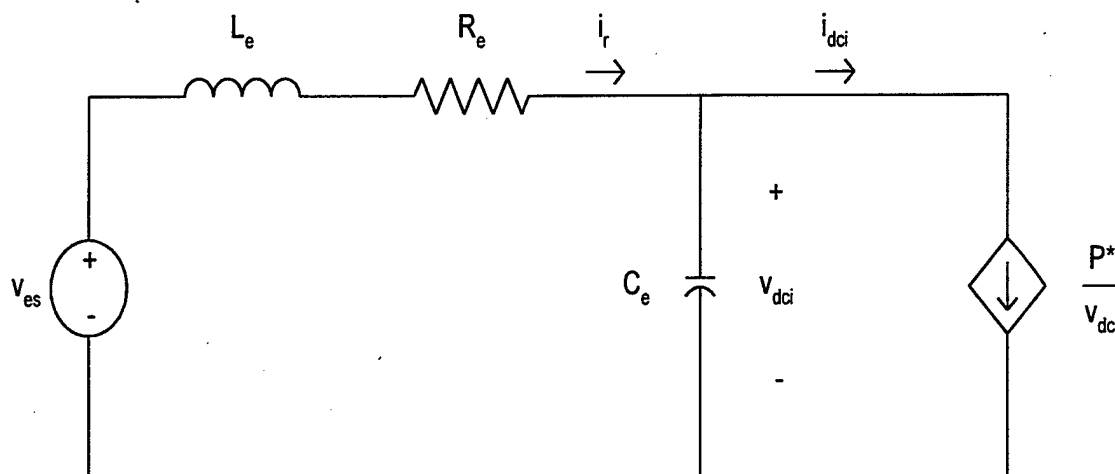 L_e
R_e
i_r
i_dci
+
-
v_es
C_e
+
v_dci
-
P*
v_dc